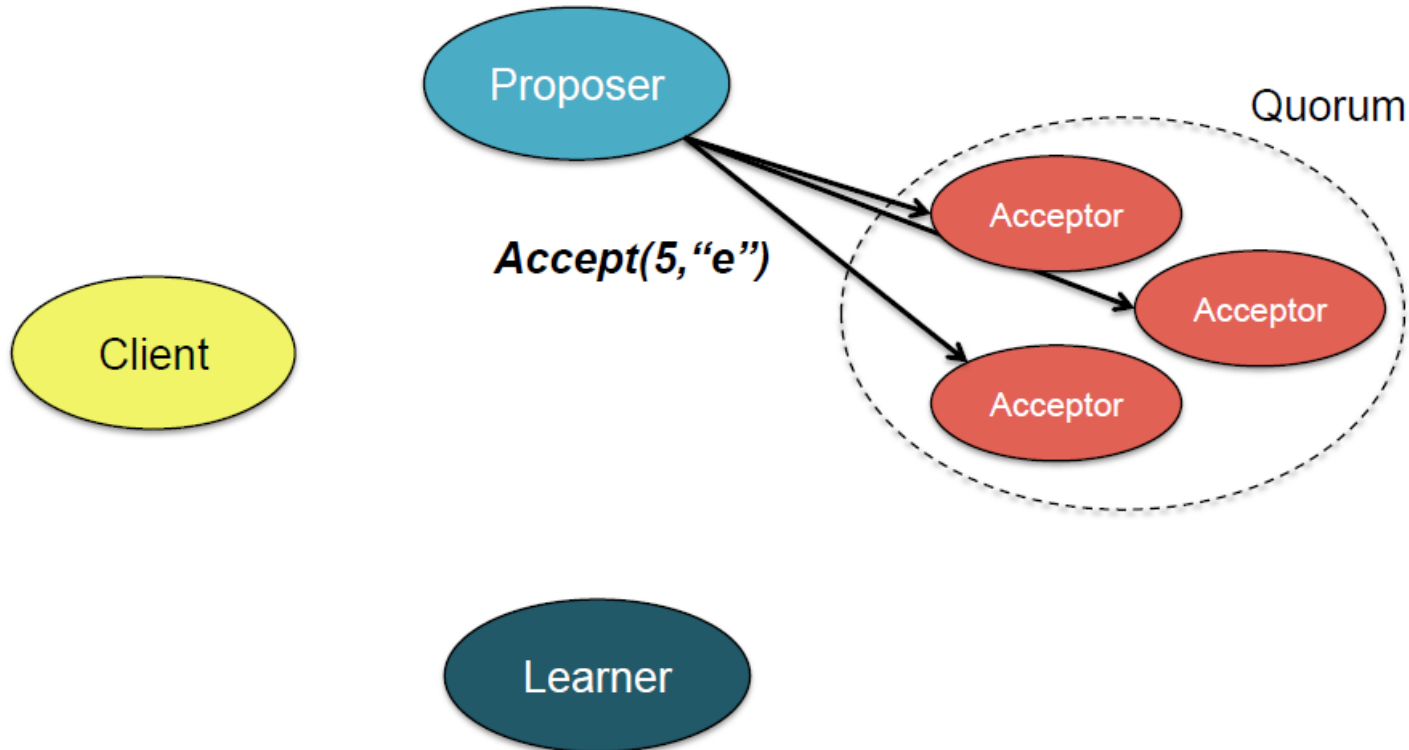 Proposer
Quorum
Acceptor
Accept(5,“e”)
Acceptor
Client
Acceptor
Learner